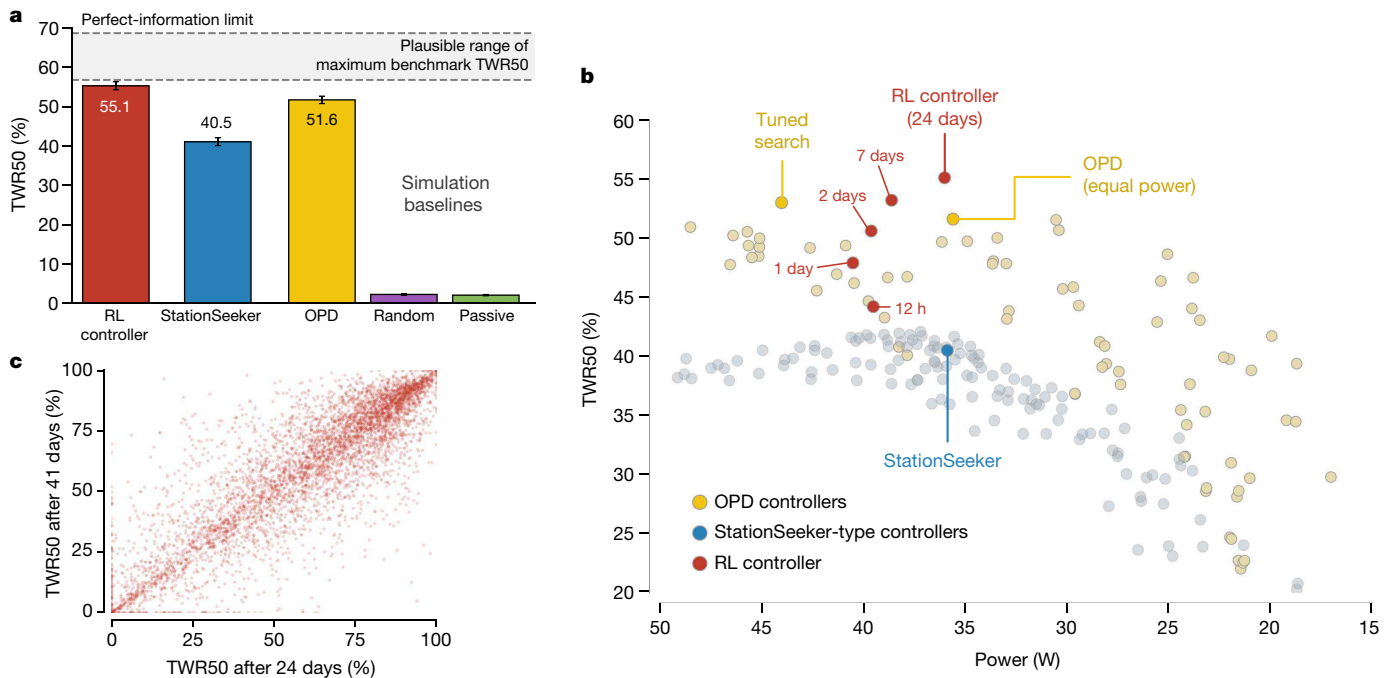 a
Perfect-information limit
Plausible range of
maximum benchmark TWR50
70
60
50
40
30
20
10
0
TWR50 (%)
55.1
40.5
51.6
Simulation
baselines
RL
controller
StationSeeker
OPD
Random
Passive
b
60
55
50
45
40
35
30
25
20
TWR50 (%)
RL controller
(24 days)
Tuned
search
7 days
OPD
(equal power)
2 days
1 day
12 h
StationSeeker
OPD controllers
StationSeeker-type controllers
RL controller
50
45
40
35
30
25
20
15
Power (W)
c
100
75
50
25
0
TWR50 after 41 days (%)
0
25
50
75
100
TWR50 after 24 days (%)